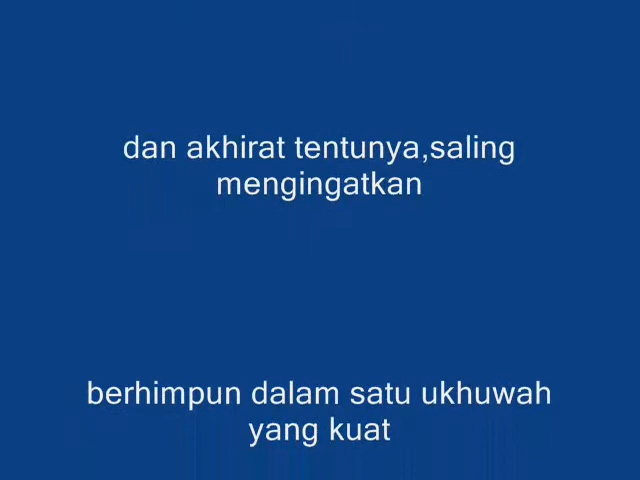 dan akhirat tentunya,saling
mengingatkan
berhimpun dalam satu ukhuwah
yang kuat